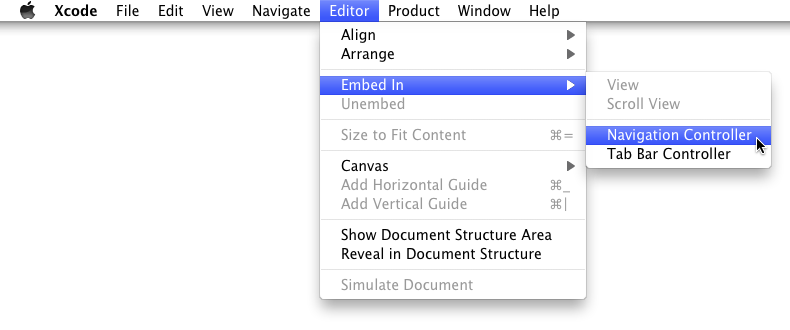 Xcode File Edit View Navigate Editor Product Window Help
Align
Arrange
Embed In
Unembed
Size to Fit Content ⌘=
Canvas
Add Horizontal Guide ⌘_
Add Vertical Guide ⌘|
Show Document Structure Area
Reveal in Document Structure
Simulate Document
View
Scroll View
Navigation Controller
Tab Bar Controller